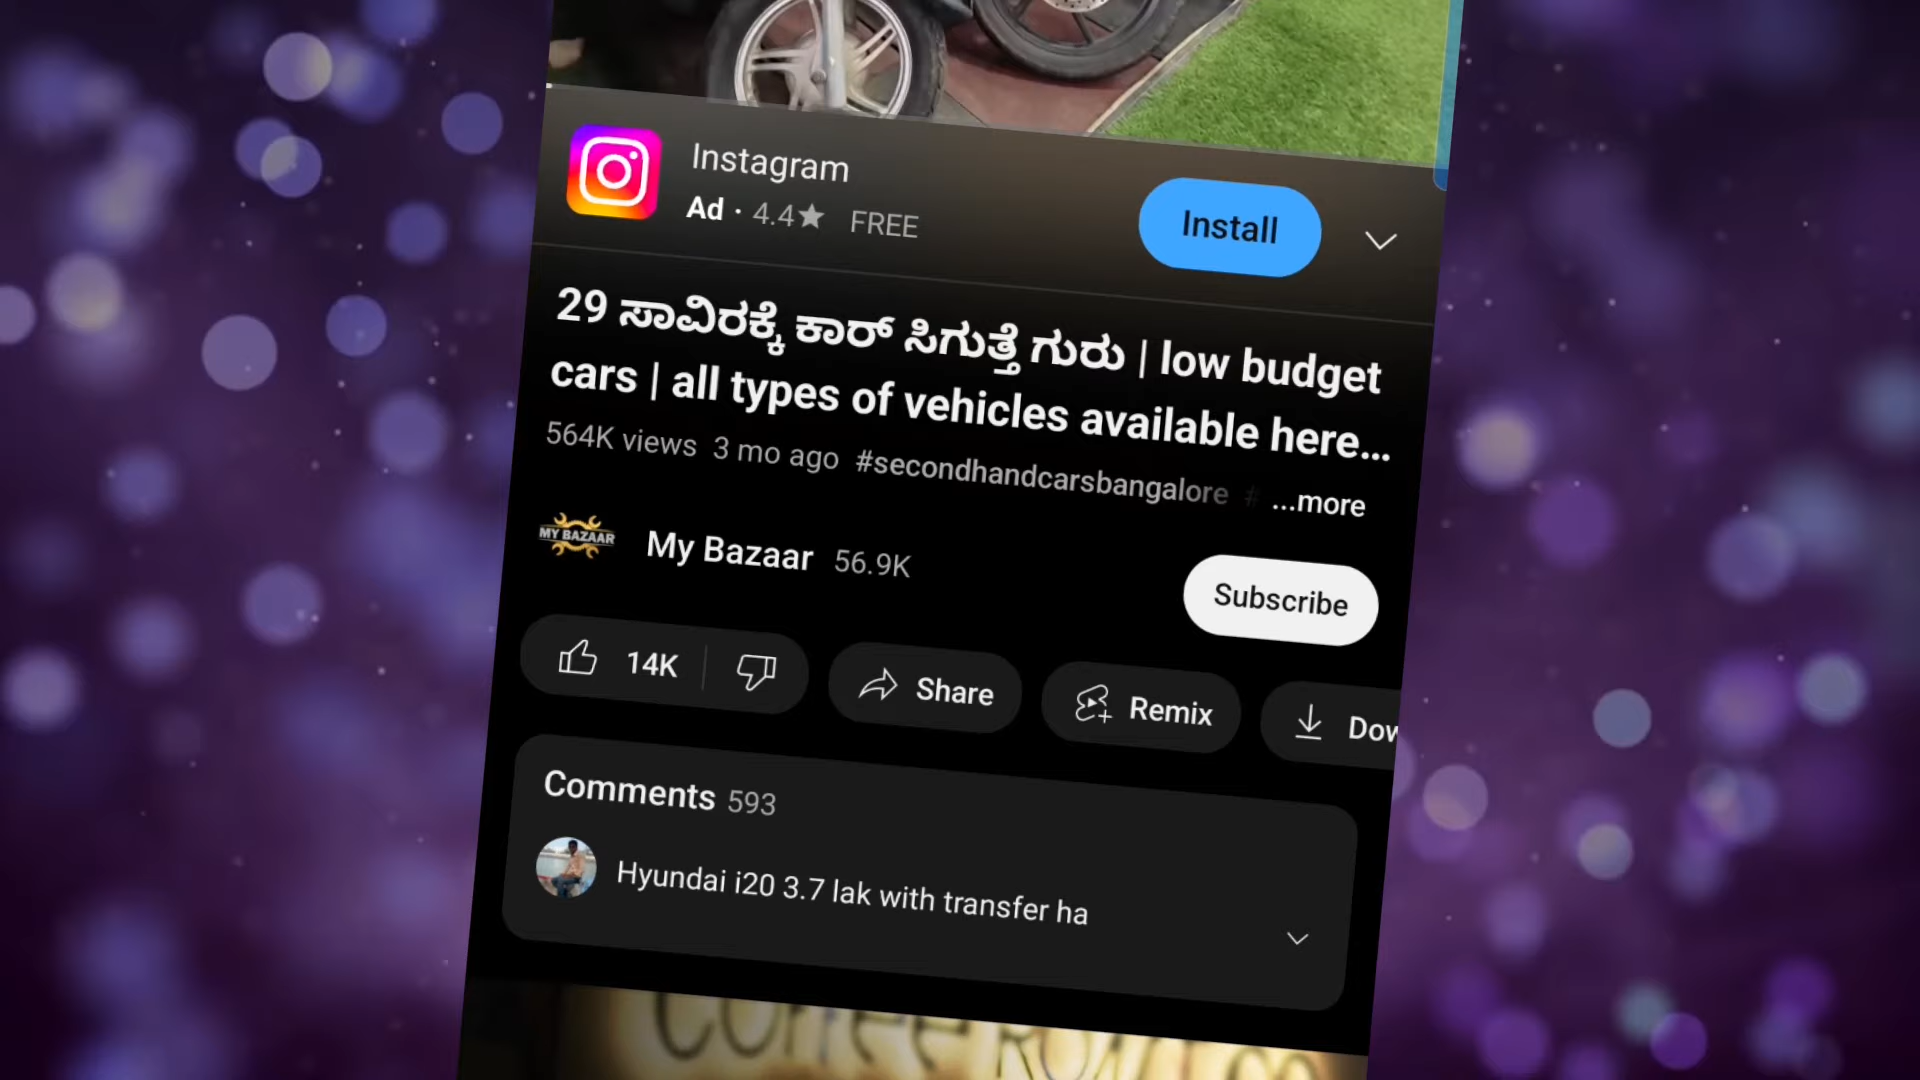 Instagram
Ad · 4.4★ FREE
Install
29 ಸಾವಿರಕ್ಕೆ ಕಾರ್ ಸಿಗುತ್ತೆ ಗುರು | low budget
cars | all types of vehicles available here...
564K views 3 mo ago #secondhandcarsbangalore # ...more
MY BAZAAR
My Bazaar 56.9K
Subscribe
14K
Share
Remix
Dow
Comments 593
Hyundai i20 3.7 lak with transfer ha